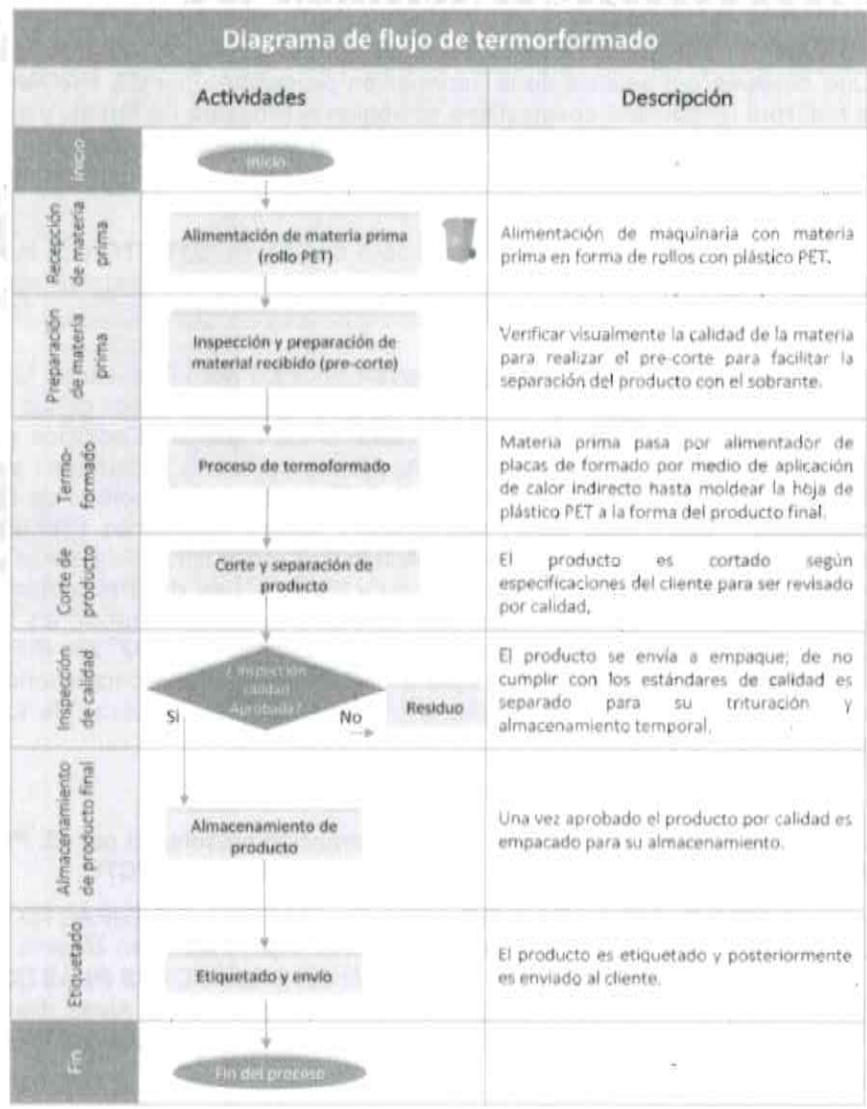 Diagrama de flujo de termorformado
Actividades
Descripción
Inicio
Inicio
-
Recepción
de materia
prima
Alimentación de materia prima
(rollo PET)
Alimentación de maquinaria con materia
prima en forma de rollos con plástico PET.
Preparación
de materia
prima
Inspección y preparación de
material recibido (pre-corte)
Verificar visualmente la calidad de la materia
para realizar el pre-corte para facilitar la
separación del producto con el sobrante.
Termo-
formado
Proceso de termoformado
Materia prima pasa por alimentador de
placas de formado por medio de aplicación
de calor indirecto hasta moldear la hoja de
plástico PET a la forma del producto final.
Corte de
producto
Corte y separación de
producto
El producto es cortado según
especificaciones del cliente para ser revisado
por calidad.
Inspección
de calidad
¿Inspección
calidad
Aprobada?
Si
No
Residuo
El producto se envía a empaque; de no
cumplir con los estándares de calidad es
separado para su trituración y
almacenamiento temporal.
Almacenamiento
de producto final
Almacenamiento de
producto
Una vez aprobado el producto por calidad es
empacado para su almacenamiento.
Etiquetado
Etiquetado y envío
El producto es etiquetado y posteriormente
es enviado al cliente.
Fin
Fin del proceso
-